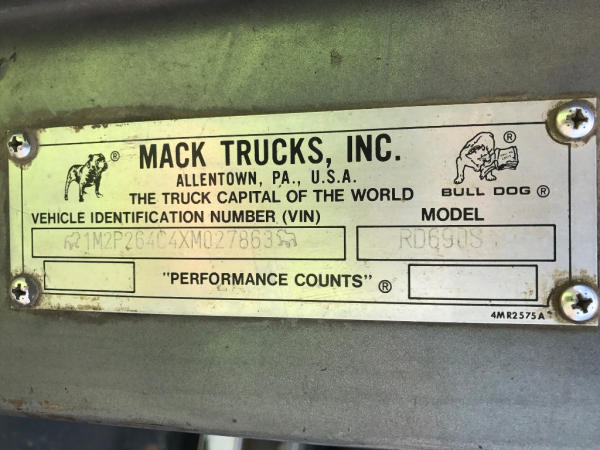 MACK TRUCKS, INC.
ALLENTOWN, PA., U.S.A.
THE TRUCK CAPITAL OF THE WORLD
® BULL DOG ®
VEHICLE IDENTIFICATION NUMBER (VIN)
MODEL
1M2P264C4XM027863
RD690S
"PERFORMANCE COUNTS" ®
4MR2575A